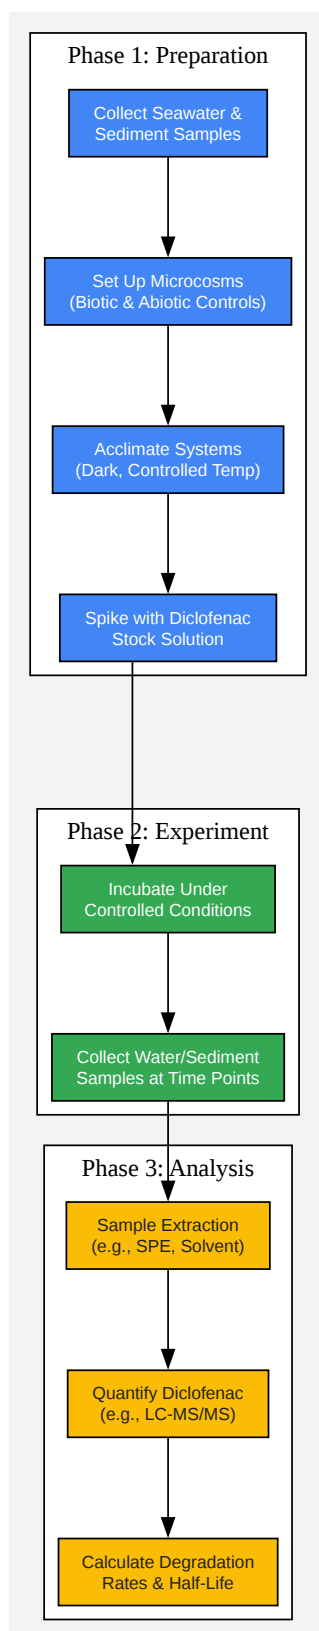 Phase 1: Preparation
Collect Seawater &
Sediment Samples
Set Up Microcosms
(Biotic & Abiotic Controls)
Acclimate Systems
(Dark, Controlled Temp)
Spike with Diclofenac
Stock Solution
Phase 2: Experiment
Incubate Under
Controlled Conditions
Collect Water/Sediment
Samples at Time Points
Phase 3: Analysis
Sample Extraction
(e.g., SPE, Solvent)
Quantify Diclofenac
(e.g., LC-MS/MS)
Calculate Degradation
Rates & Half-Life